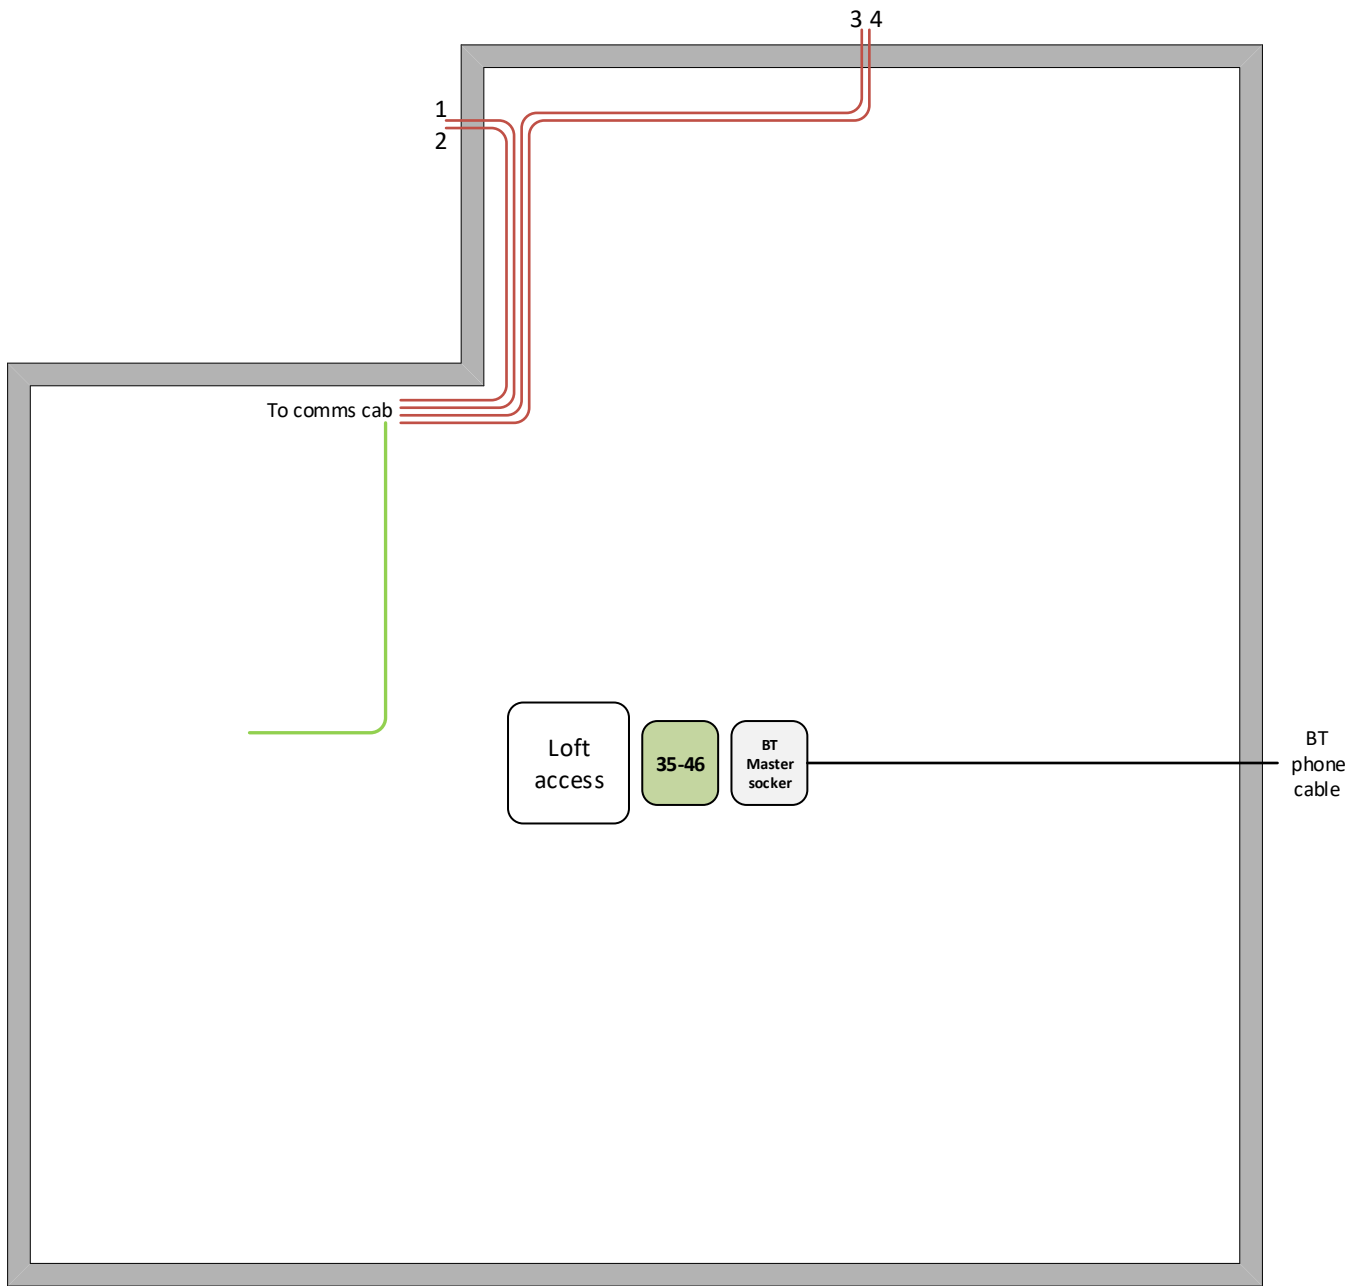 3 4
1
2
To comms cab
Loft
access
35-46
BT
Master
socker
BT
phone
cable